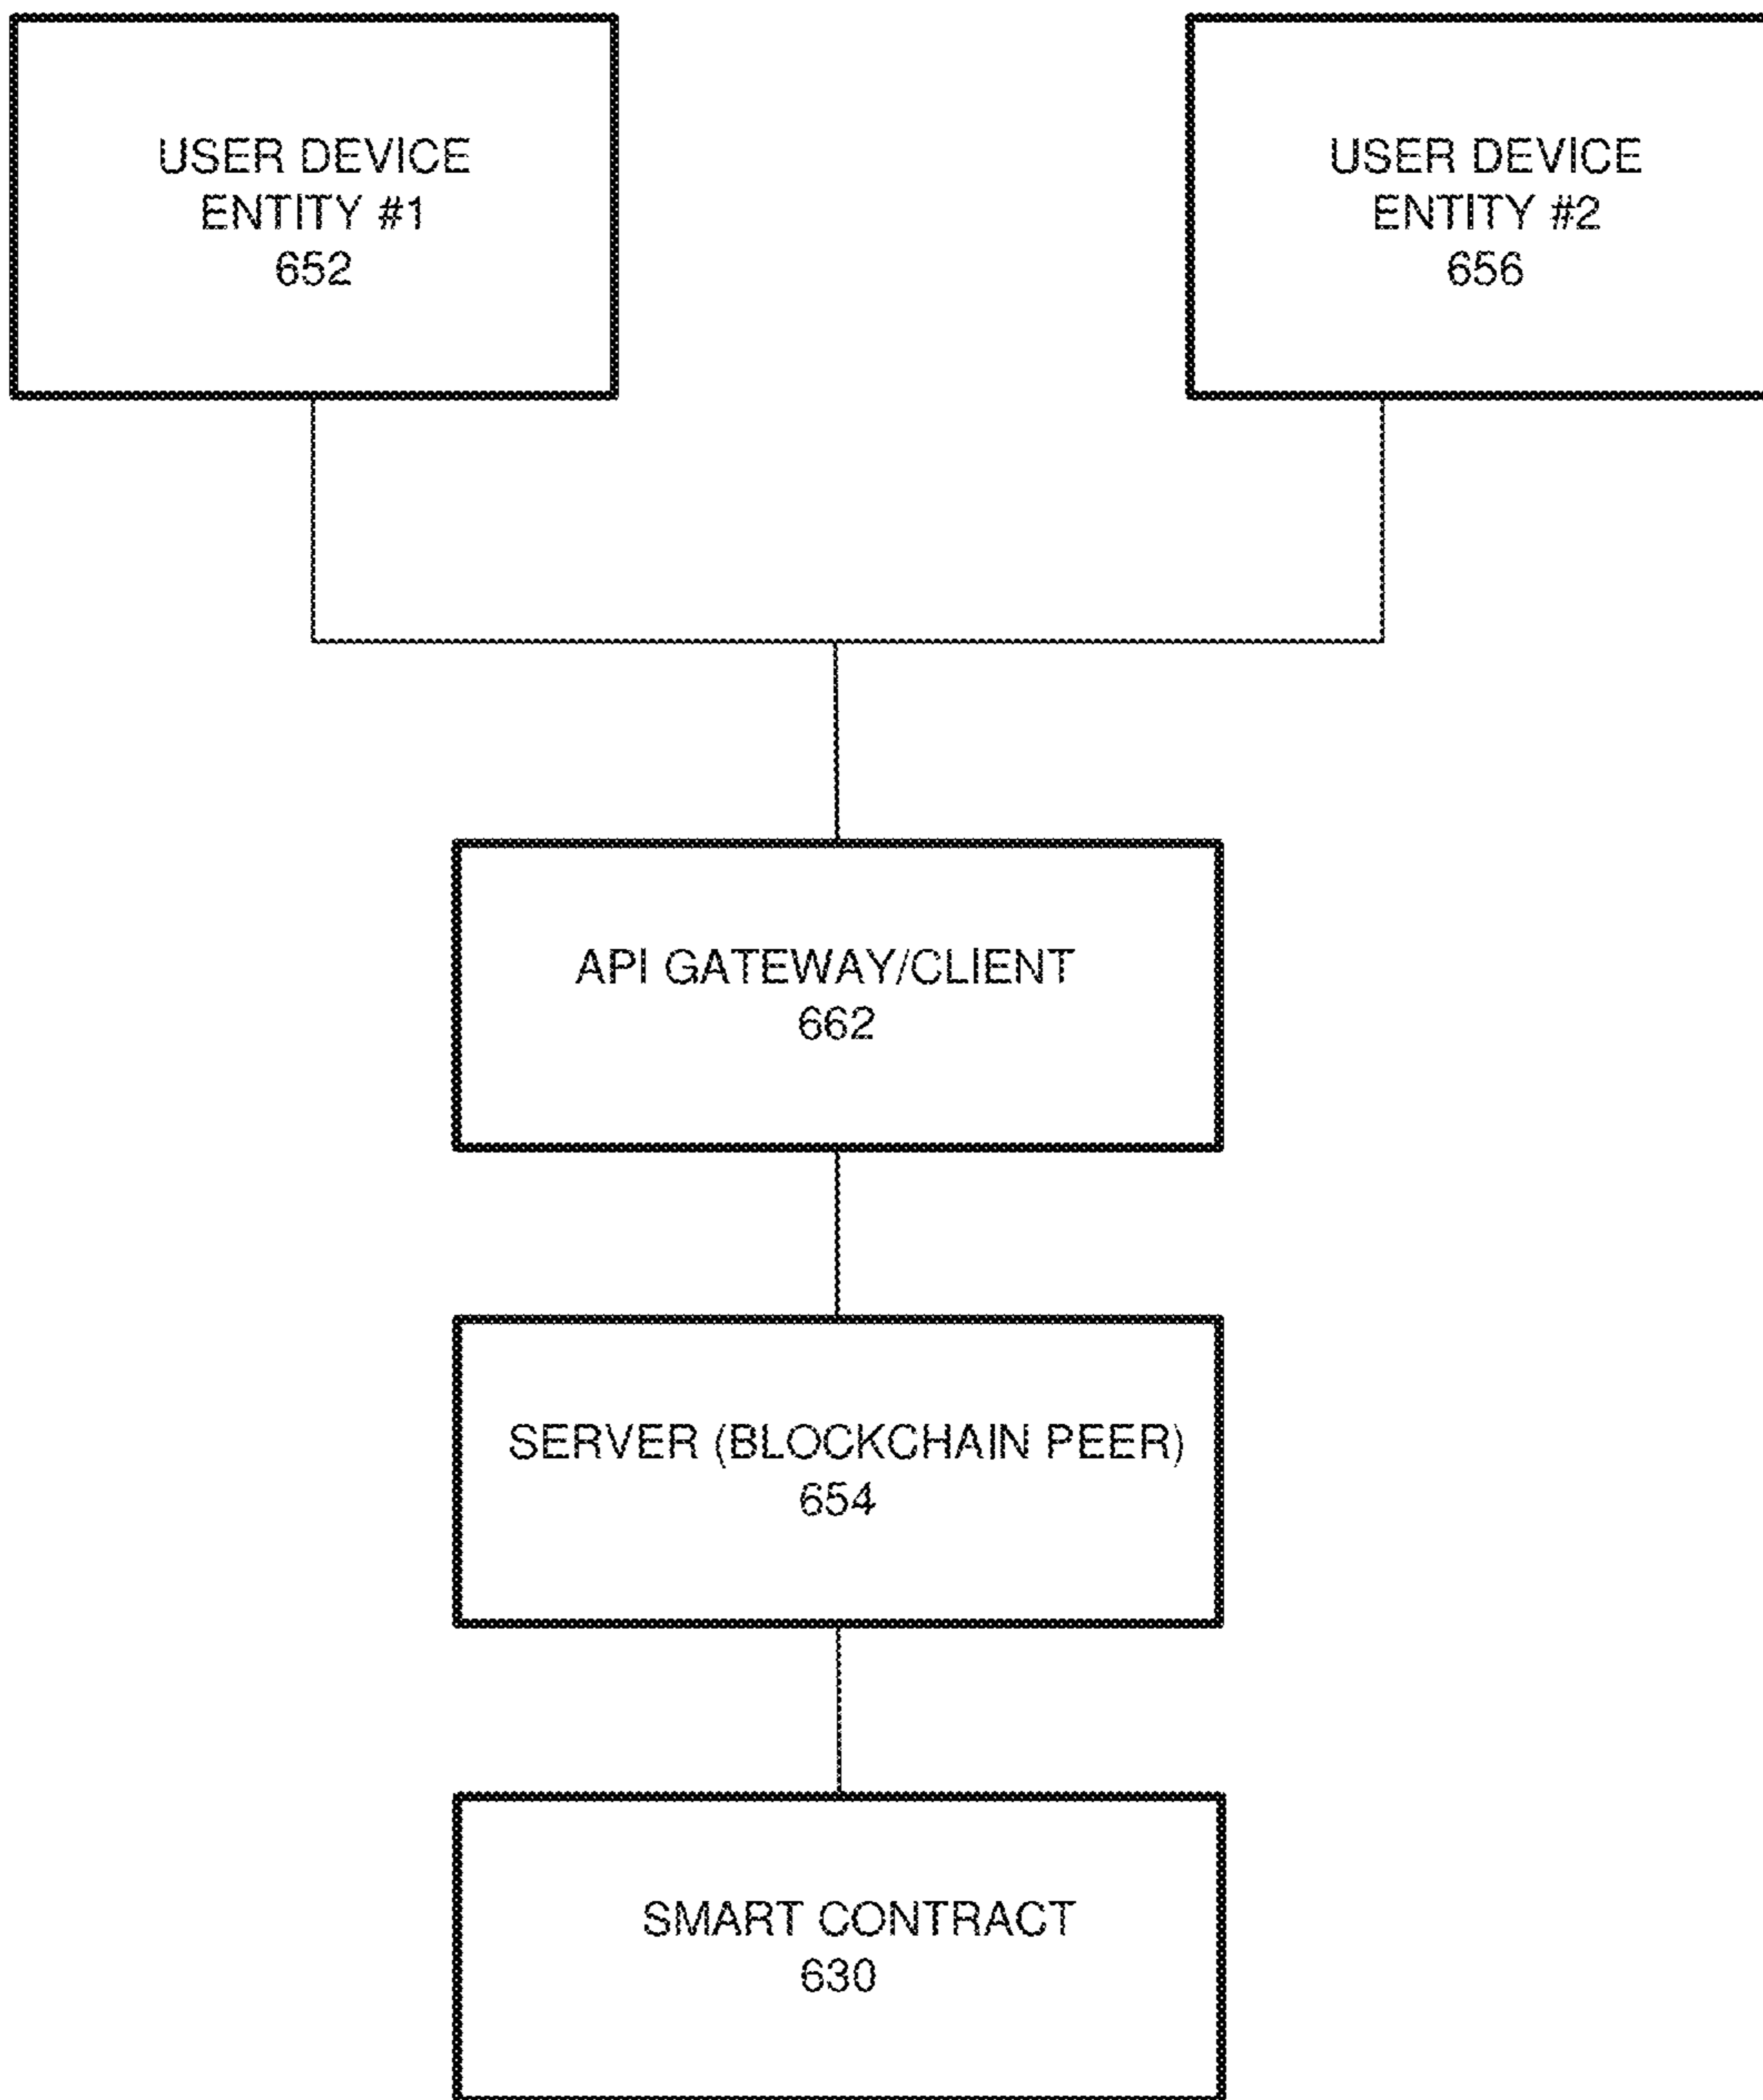 USER DEVICE
ENTITY #1
652
USER DEVICE
ENTITY #2
656
API GATEWAY/CLIENT
662
SERVER (BLOCKCHAIN PEER)
654
SMART CONTRACT
630